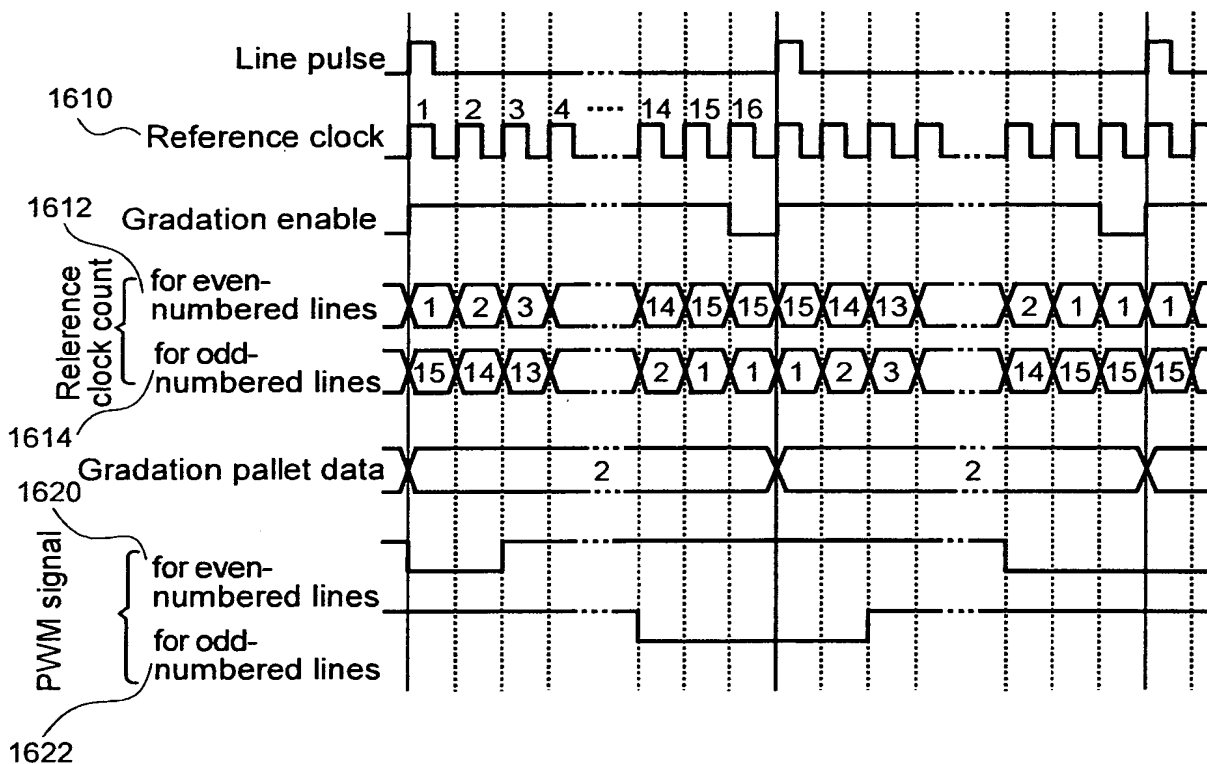 Line pulse
1610
1 2 3 4 ···· 14 15 16
Reference clock
Gradation enable
1612
Relerence clock count
for even-
numbered lines
1 2 3 14 15 15 15 14 13 2 1 1 1
for odd-
numbered lines
15 14 13 2 1 1 1 2 3 14 15 15 15
1614
Gradation pallet data
2 2
1620
PWM signal
for even-
numbered lines
for odd-
numbered lines
1622